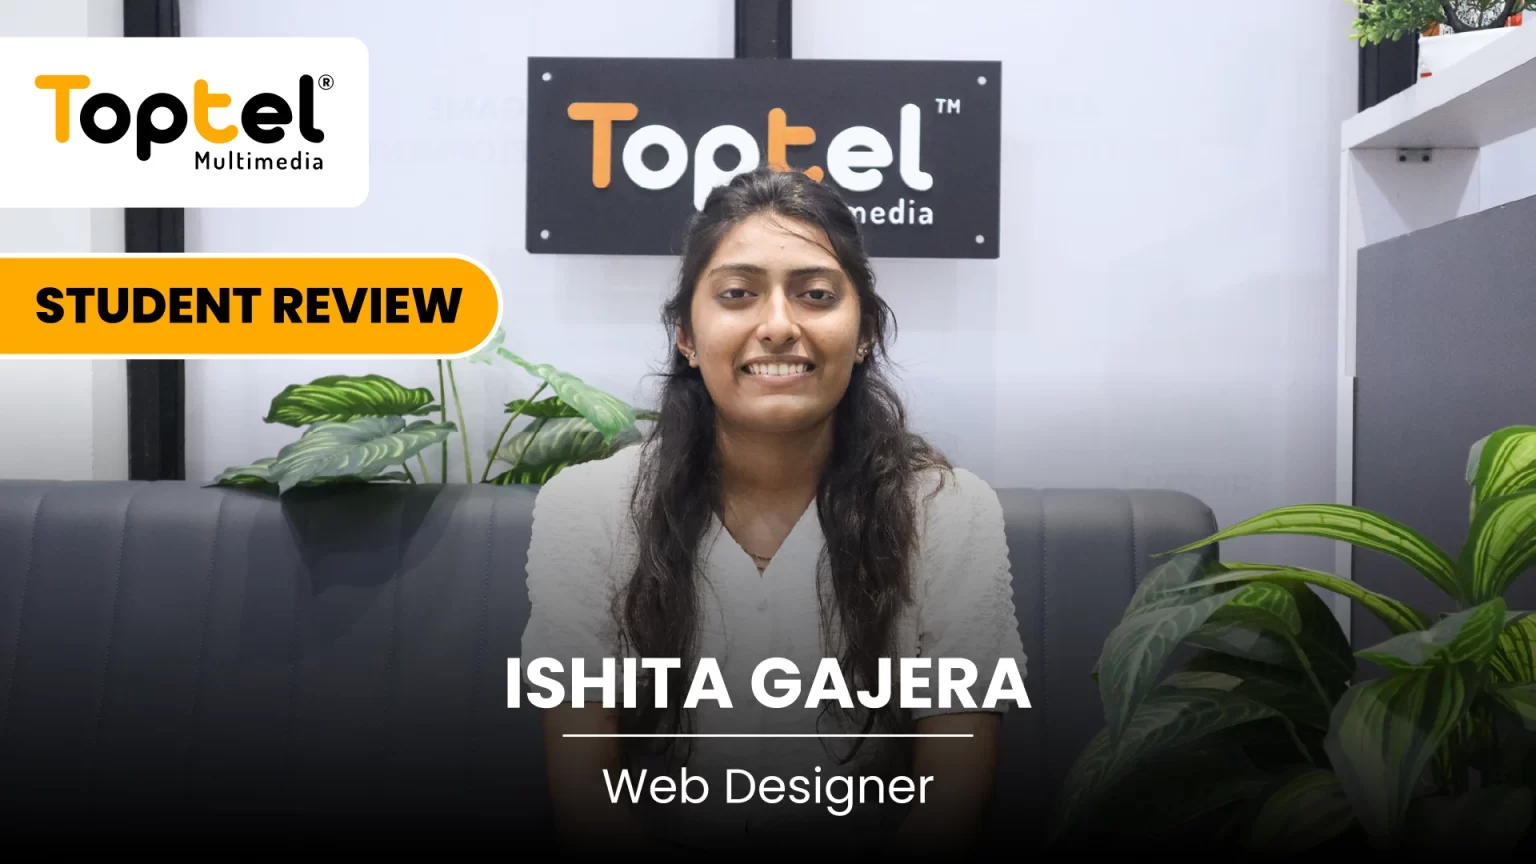 Toptel®
Multimedia
Toptel™
media
STUDENT REVIEW
ISHITA GAJERA
Web Designer